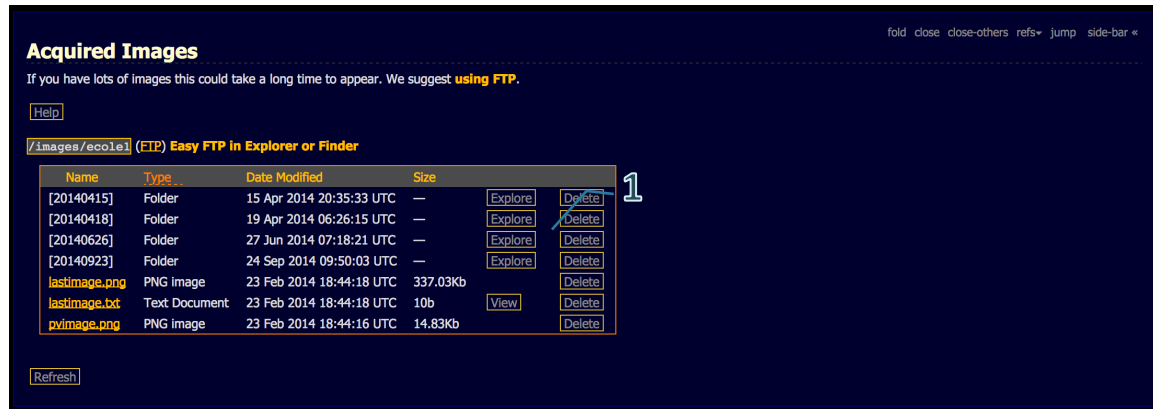 fold close close-others refs▾ jump side-bar «
Acquired Images
If you have lots of images this could take a long time to appear. We suggest using FTP.
Help
/images/ecole1 (FTP) Easy FTP in Explorer or Finder
Name Type Date Modified Size
[20140415] Folder 15 Apr 2014 20:35:33 UTC — Explore Delete 1
[20140418] Folder 19 Apr 2014 06:26:15 UTC — Explore Delete
[20140626] Folder 27 Jun 2014 07:18:21 UTC — Explore Delete
[20140923] Folder 24 Sep 2014 09:50:03 UTC — Explore Delete
lastimage.png PNG image 23 Feb 2014 18:44:18 UTC 337.03Kb Delete
lastimage.txt Text Document 23 Feb 2014 18:44:18 UTC 10b View Delete
pvimage.png PNG image 23 Feb 2014 18:44:16 UTC 14.83Kb Delete
Refresh